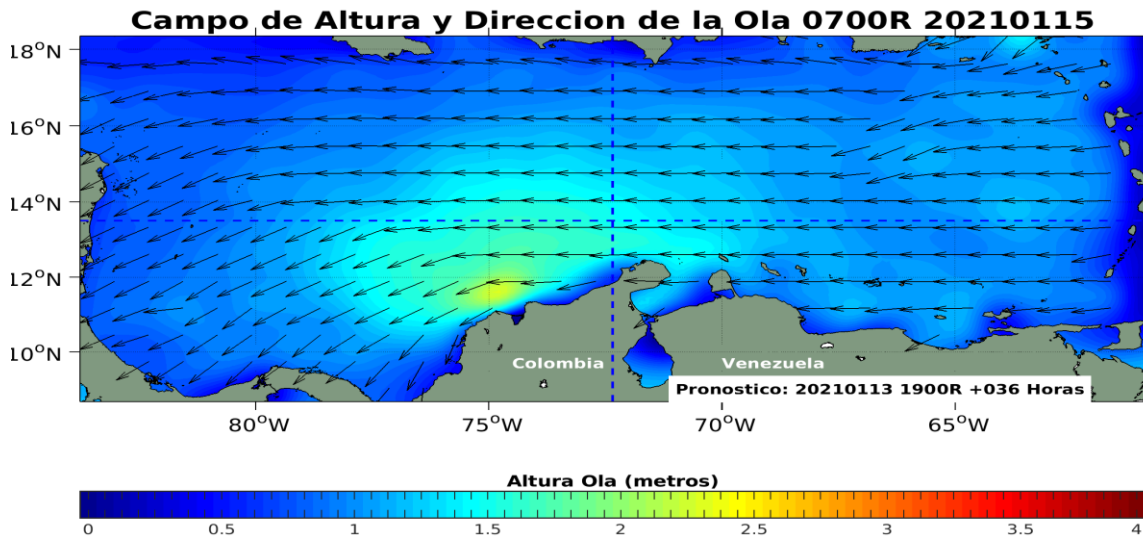 Campo de Altura y Direccion de la Ola 0700R 20210115
18°N
16°N
14°N
12°N
10°N
Colombia
Venezuela
Pronostico: 20210113 1900R +036 Horas
80°W 75°W 70°W 65°W
Altura Ola (metros)
0 0.5 1 1.5 2 2.5 3 3.5 4